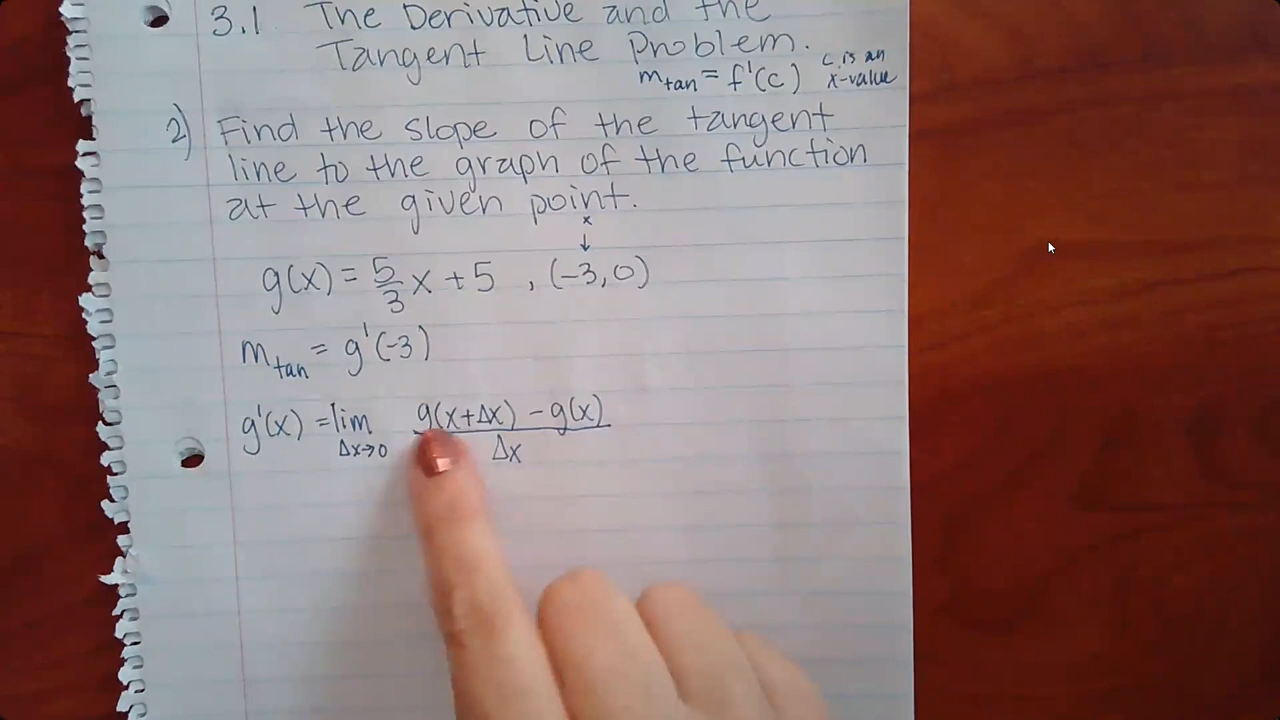 3.1 The Derivative and the
Tangent Line Problem.
m_tan = f'(c) c is an x-value
2) Find the slope of the tangent
line to the graph of the function
at the given point.
x
↓
g(x) = 5/3 x + 5 , (-3, 0)
m_tan = g'(-3)
g'(x) = lim Δx→0 g(x+Δx) - g(x) / Δx